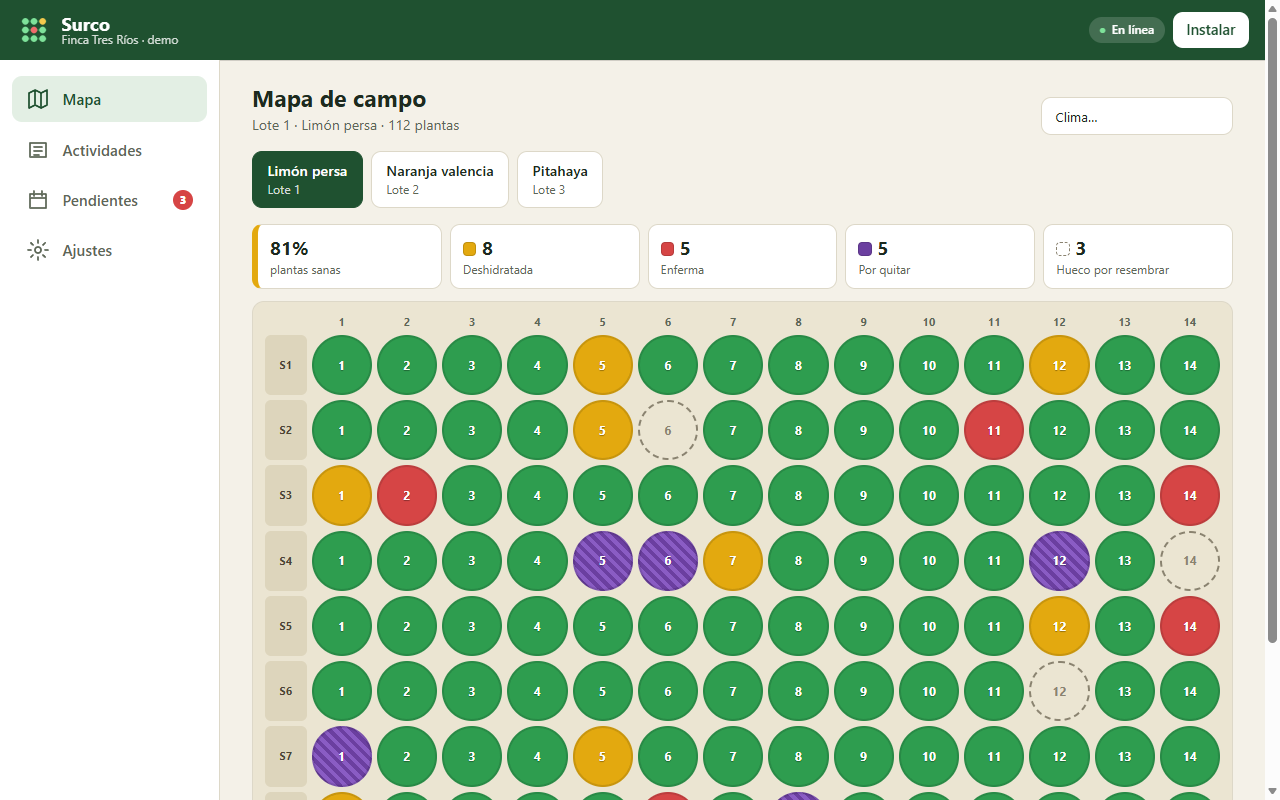 Surco
Finca Tres Ríos · demo
En línea
Instalar
Mapa
Actividades
Pendientes
3
Ajustes
Mapa de campo
Lote 1 · Limón persa · 112 plantas
Clima...
Limón persa
Lote 1
Naranja valencia
Lote 2
Pitahaya
Lote 3
81%
plantas sanas
8
Deshidratada
5
Enferma
5
Por quitar
3
Hueco por resembrar
1 2 3 4 5 6 7 8 9 10 11 12 13 14
S1 1 2 3 4 5 6 7 8 9 10 11 12 13 14
S2 1 2 3 4 5 6 7 8 9 10 11 12 13 14
S3 1 2 3 4 5 6 7 8 9 10 11 12 13 14
S4 1 2 3 4 5 6 7 8 9 10 11 12 13 14
S5 1 2 3 4 5 6 7 8 9 10 11 12 13 14
S6 1 2 3 4 5 6 7 8 9 10 11 12 13 14
S7 1 2 3 4 5 6 7 8 9 10 11 12 13 14